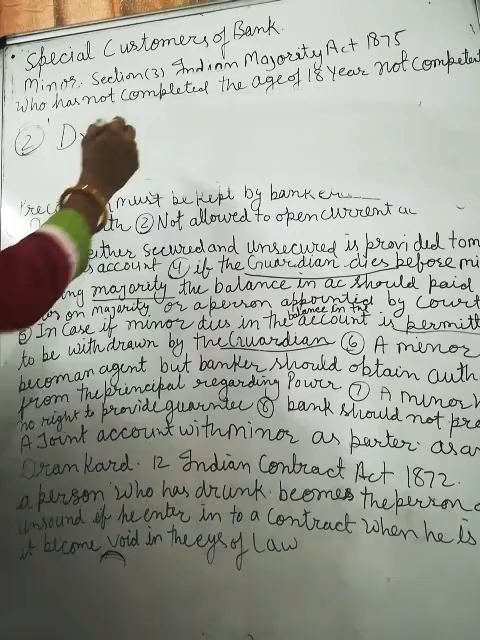 • Special Customers of Bank.
Minor: Section(3) Indian Majority Act 1875
who has not completed the age of 18 Year not Competent
② D
must be kept by banker
② Not allowed to open current
secured and unsecured is provided to
account ④ if the Guardian dies before
majority the balance in ac should paid
on majority or a person appointed by court
balance in the
⑤ In Case if minor dies in the account is permitt
to be withdrawn by the Guardian ⑥ A minor
becoman agent but banker should obtain auth
from the principal regarding Power ⑦ A minor
no right to provide guarntee ⑧ bank should not pre
A Joint account with minor as parter as a
Drankard. 12 Indian Contract Act 1872.
a person who has drunk. becomes the person
unsound if he enter in to a Contract when he is
it become void in the eyes of Law